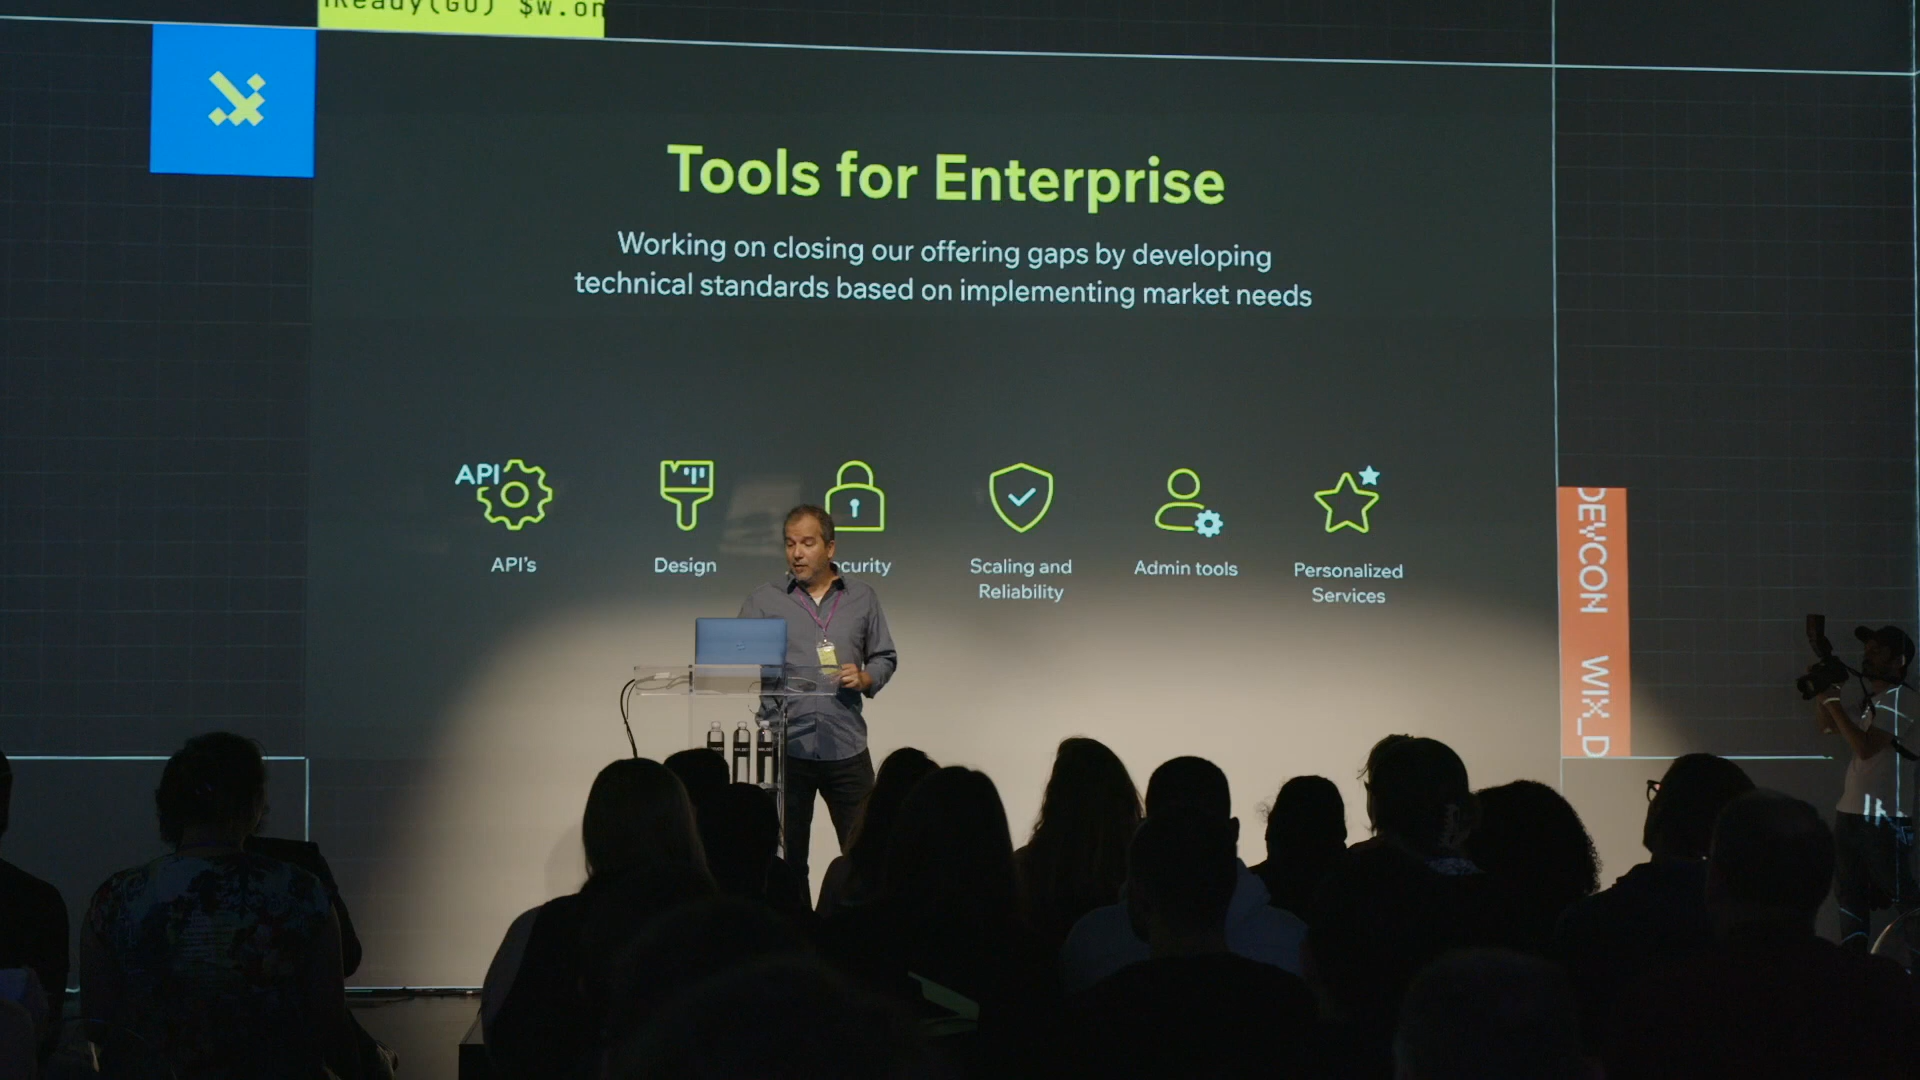 $w.on
Tools for Enterprise
Working on closing our offering gaps by developing
technical standards based on implementing market needs
API
API's
Design
Scaling and
Reliability
Admin tools
Personalized
Services
DEVCON WIX_D